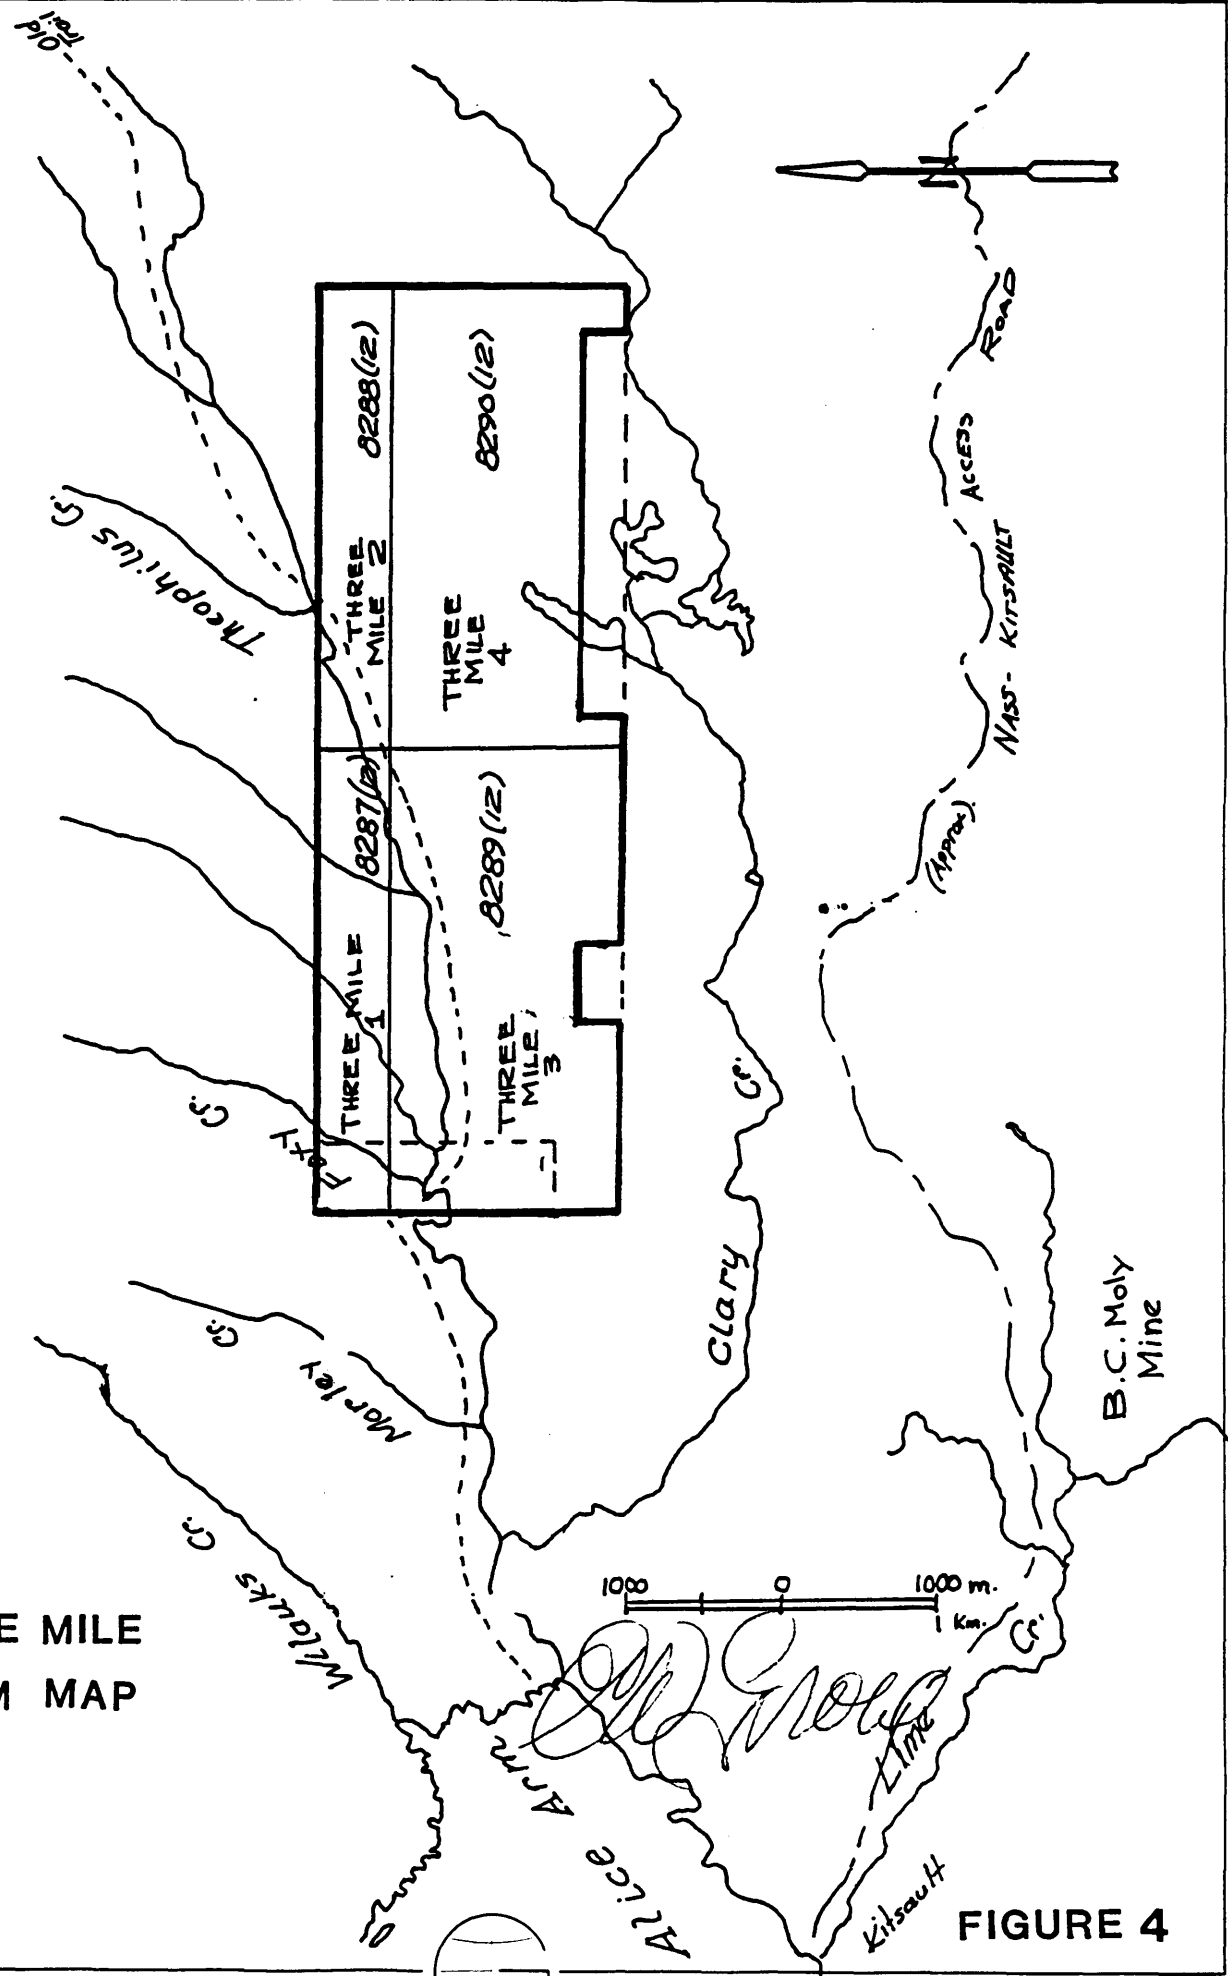 Old
Trail
N
ROAD
ACCESS
NASS - KITSAULT
(Approx)
Theophilus Cr.
8288(12)
THREE
MILE 2
8290(12)
THREE
MILE
4
8287(12)
THREE MILE
1
8289(12)
THREE
MILE
3
Foxy Cr.
Morley Cr.
Wilauks Cr.
Clary Cr.
B.C. Moly
Mine
1000 0 1000 m.
1 Km.
Lime Cr.
Alice Arm
Kitsault
E MILE
M MAP
FIGURE 4